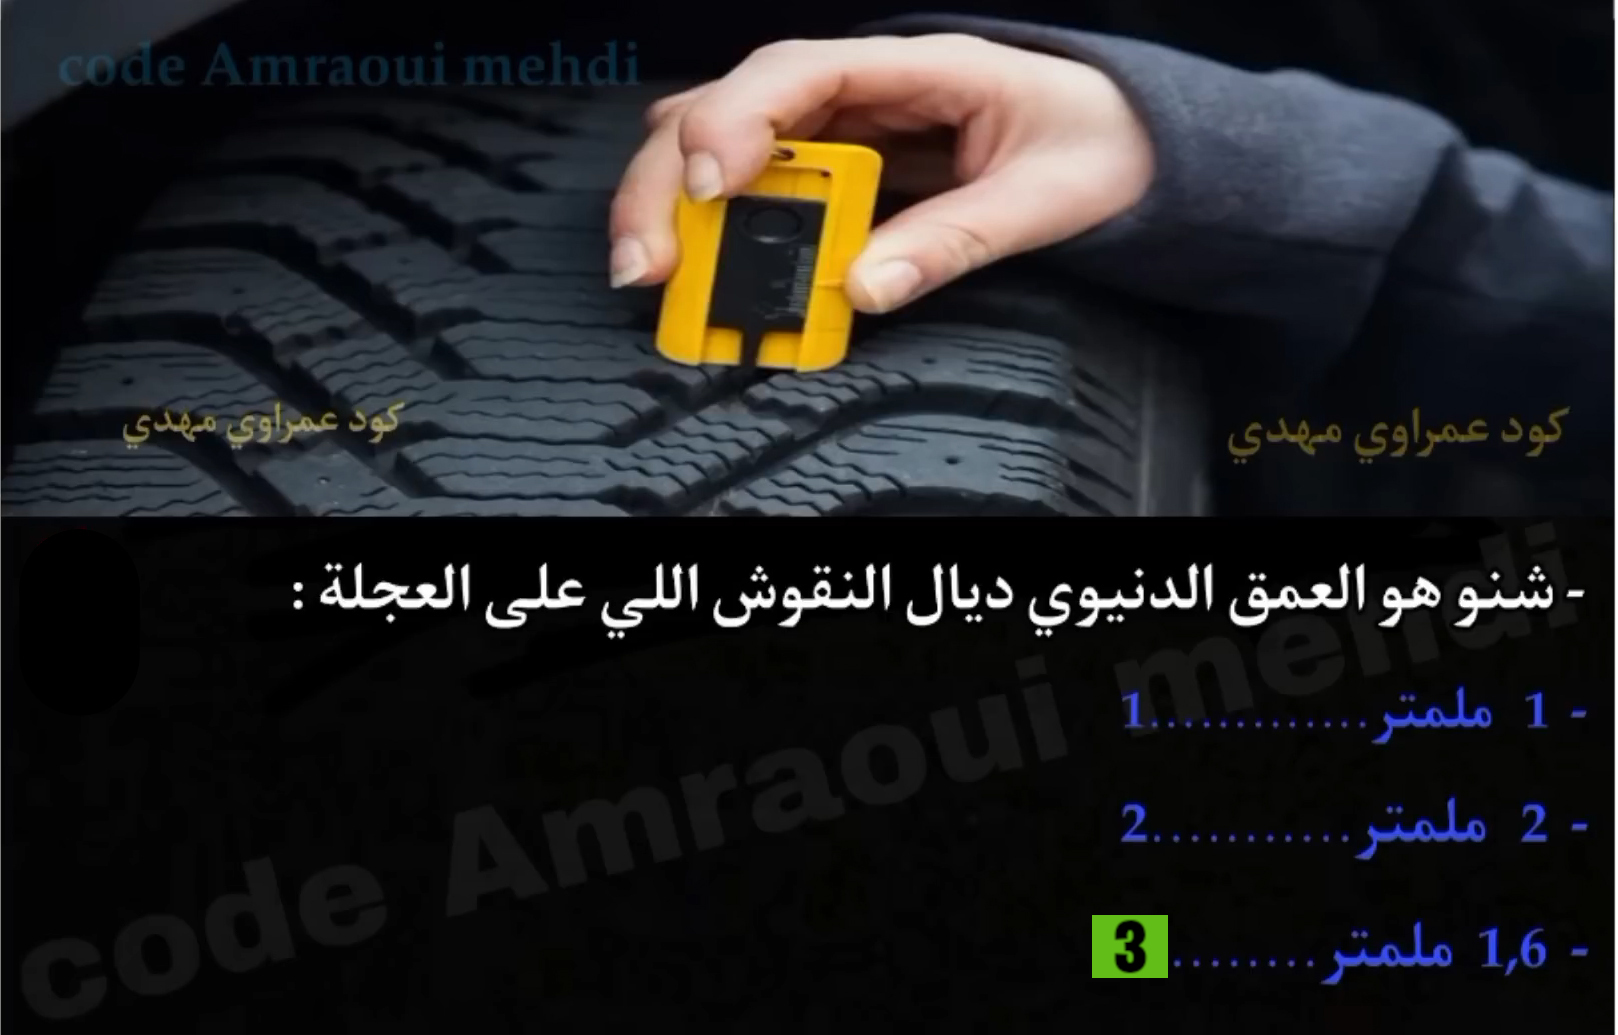 code Amraoui mehdi
كود عمراوي مهدي
كود عمراوي مهدي
- شنو هو العمق الدنيوي ديال النقوش اللي على العجلة :
- 1 ملمتر.............1
- 2 ملمتر...........2
- 1,6 ملمتر........3
code Amraoui mehdi